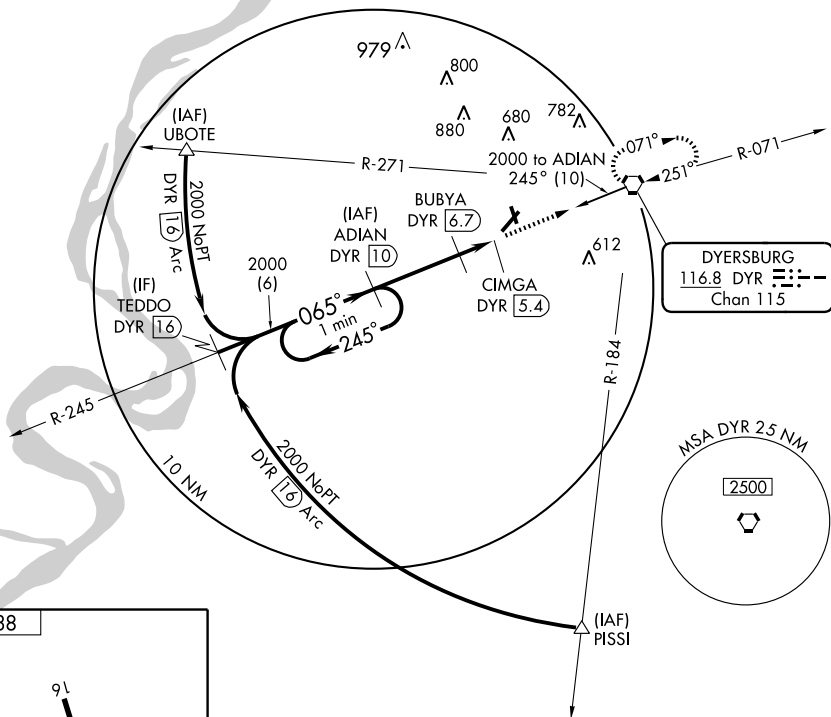 979
800
880
680
782
(IAF)
UBOTE
R-271
2000 to ADIAN
245° (10)
071°
251°
R-071
2000 NoPT
DYR 16 Arc
(IAF)
ADIAN
DYR 10
BUBYA
DYR 6.7
612
DYERSBURG
116.8 DYR
Chan 115
(IF)
TEDDO
DYR 16
2000
(6)
065°
1 min
245°
CIMGA
DYR 5.4
R-184
R-245
10 NM
2000 NoPT
DYR 16 Arc
MSA DYR 25 NM
2500
(IAF)
PISSI
16